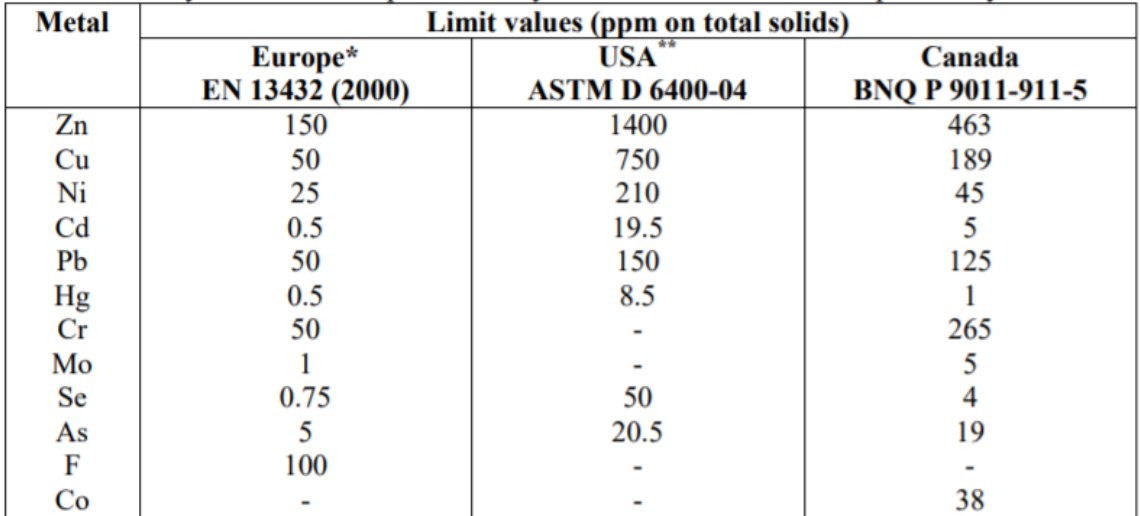 Metal Limit values (ppm on total solids)
Europe* USA** Canada
EN 13432 (2000) ASTM D 6400-04 BNQ P 9011-911-5
Zn 150 1400 463
Cu 50 750 189
Ni 25 210 45
Cd 0.5 19.5 5
Pb 50 150 125
Hg 0.5 8.5 1
Cr 50 - 265
Mo 1 - 5
Se 0.75 50 4
As 5 20.5 19
F 100 - -
Co - - 38